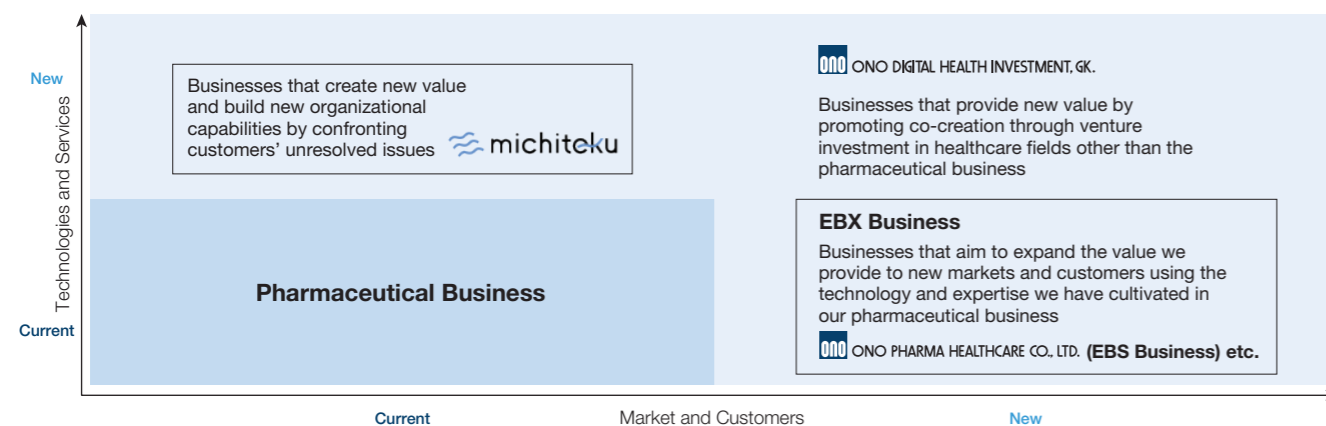 New
Technologies and Services
Current
Businesses that create new value
and build new organizational
capabilities by confronting
customers’ unresolved issues
michiteku
ono ONO DIGITAL HEALTH INVESTMENT, GK.
Businesses that provide new value by
promoting co-creation through venture
investment in healthcare fields other than the
pharmaceutical business
Pharmaceutical Business
EBX Business
Businesses that aim to expand the value we
provide to new markets and customers using the
technology and expertise we have cultivated in
our pharmaceutical business
ono ONO PHARMA HEALTHCARE CO., LTD. (EBS Business) etc.
Current
Market and Customers
New